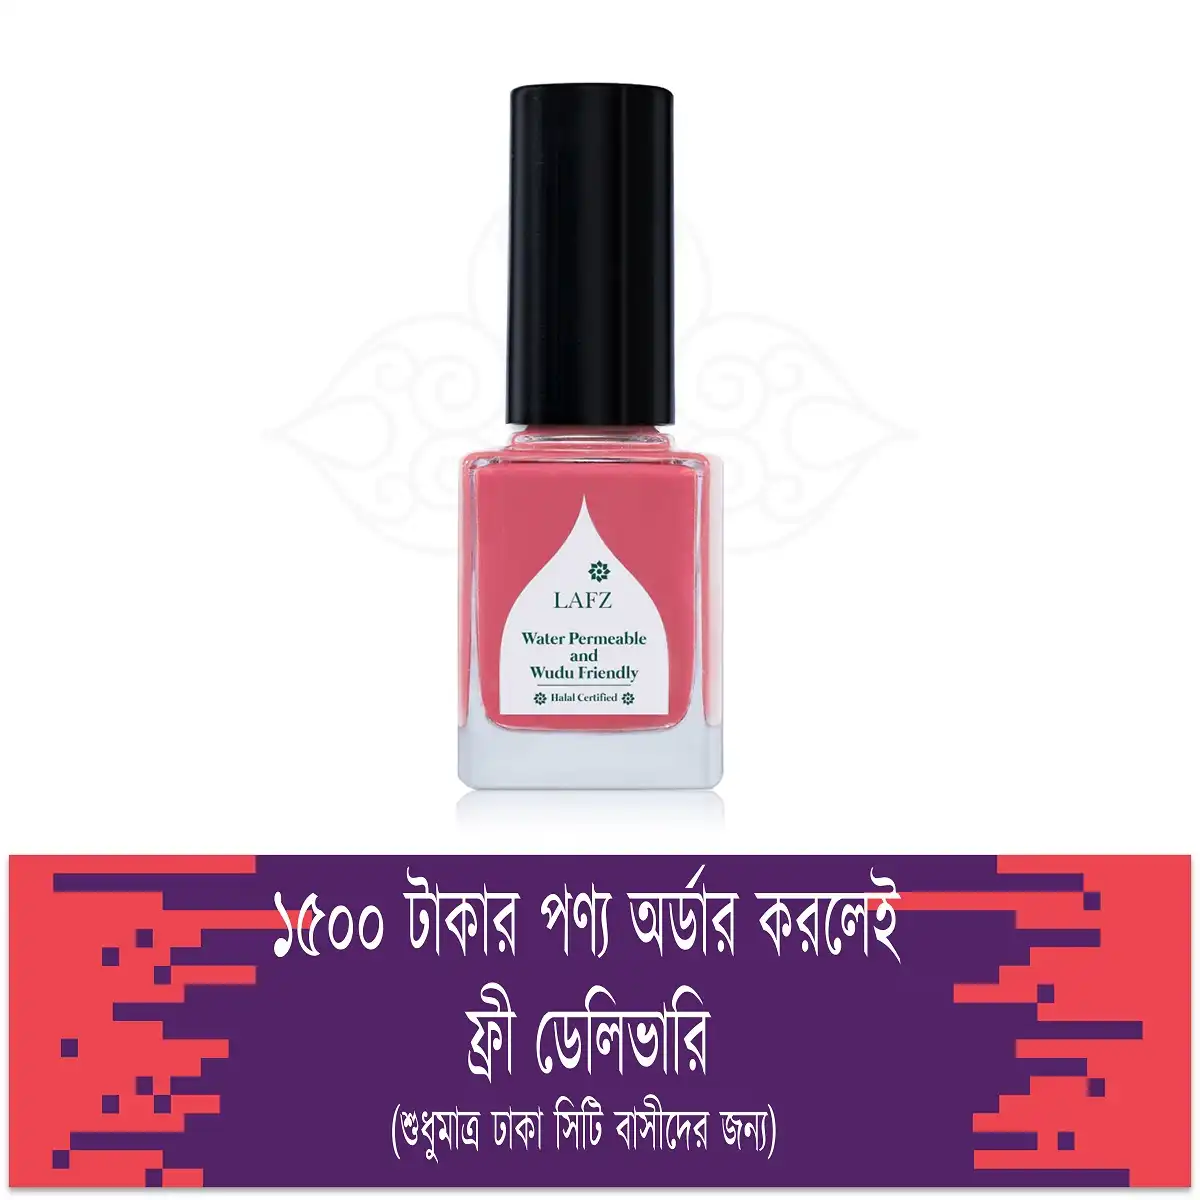 LAFZ
Water Permeable
and
Wudu Friendly
Halal Certified
১৫০০ টাকার পণ্য অর্ডার করলেই
ফ্রী ডেলিভারি
(শুধুমাত্র ঢাকা সিটি বাসীদের জন্য)